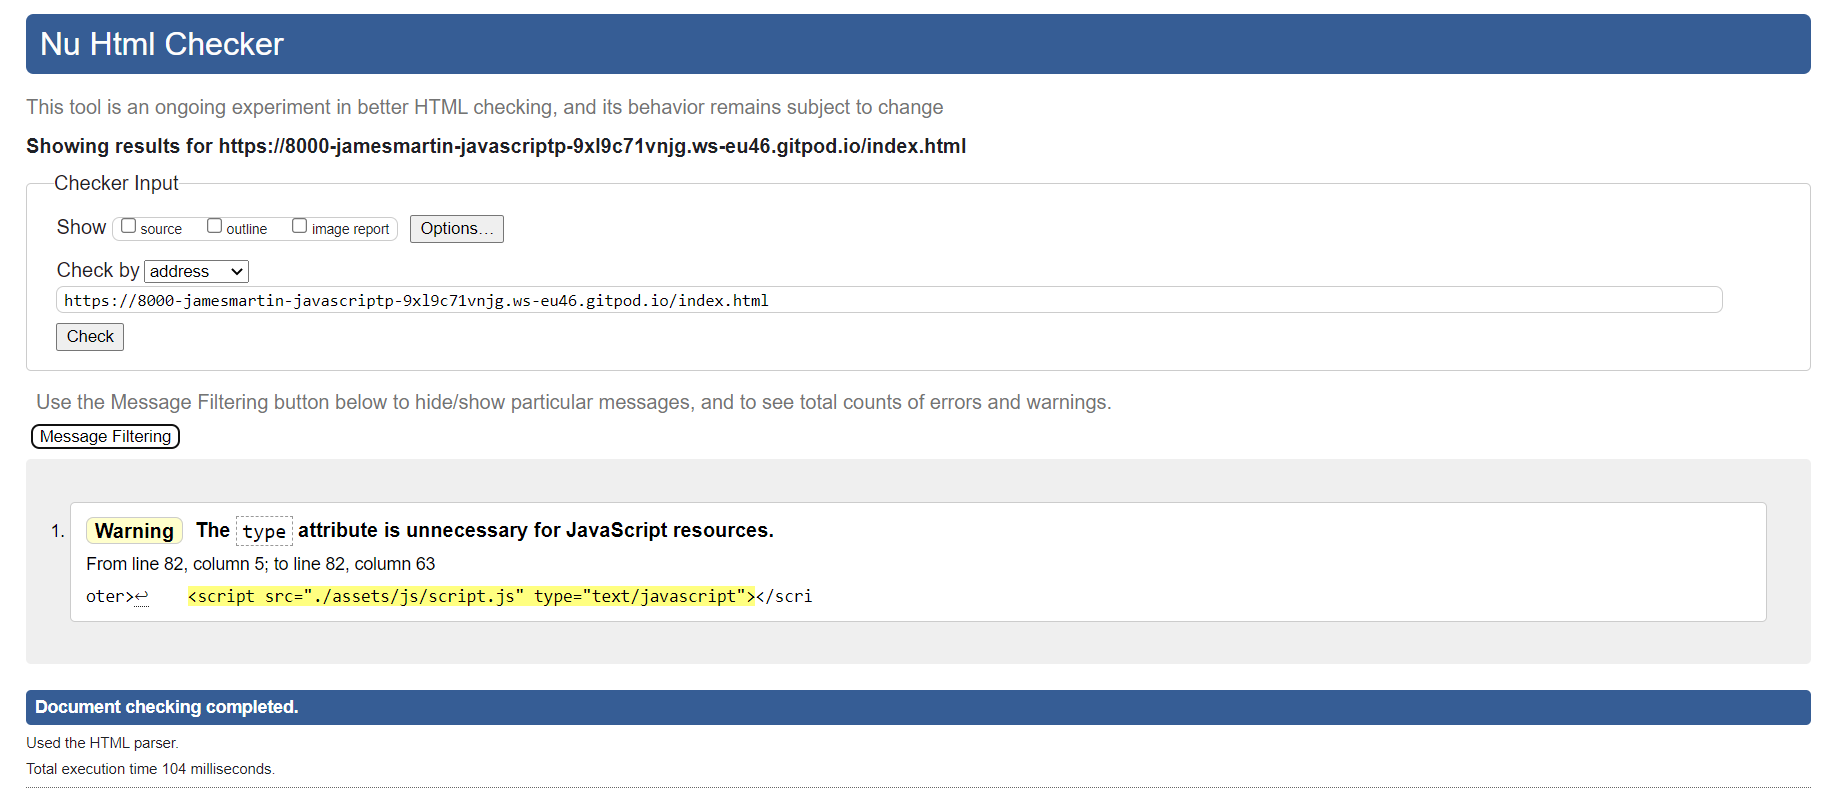 Nu Html Checker
This tool is an ongoing experiment in better HTML checking, and its behavior remains subject to change
Showing results for https://8000-jamesmartin-javascriptp-9xl9c71vnjg.ws-eu46.gitpod.io/index.html
Checker Input
Show source outline image report Options…
Check by address
https://8000-jamesmartin-javascriptp-9xl9c71vnjg.ws-eu46.gitpod.io/index.html
Check
Use the Message Filtering button below to hide/show particular messages, and to see total counts of errors and warnings.
Message Filtering
1. Warning The type attribute is unnecessary for JavaScript resources.
From line 82, column 5; to line 82, column 63
oter>↩ <script src="./assets/js/script.js" type="text/javascript"></scri
Document checking completed.
Used the HTML parser.
Total execution time 104 milliseconds.